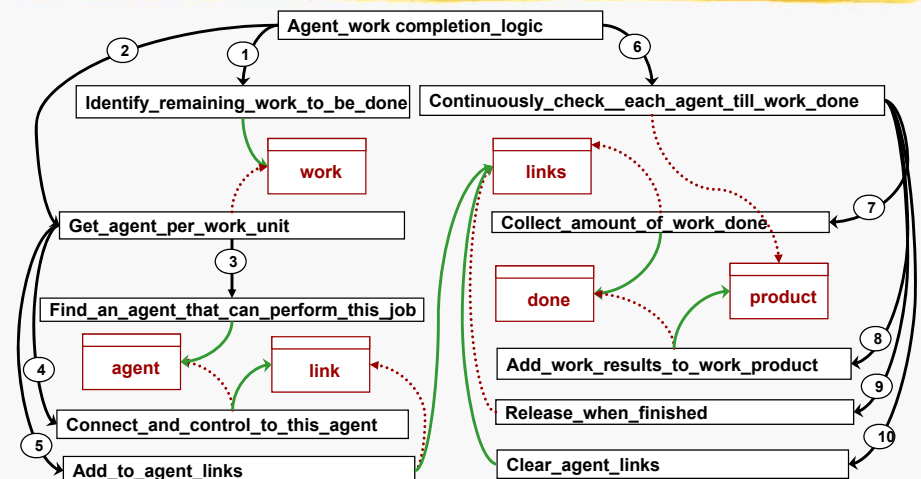 Agent_work completion_logic
2
1
6
Identify_remaining_work_to_be_done
Continuously_check__each_agent_till_work_done
work
links
7
Get_agent_per_work_unit
Collect_amount_of_work_done
3
done
product
Find_an_agent_that_can_perform_this_job
8
agent
link
Add_work_results_to_work_product
4
9
Connect_and_control_to_this_agent
Release_when_finished
5
10
Add_to_agent_links
Clear_agent_links